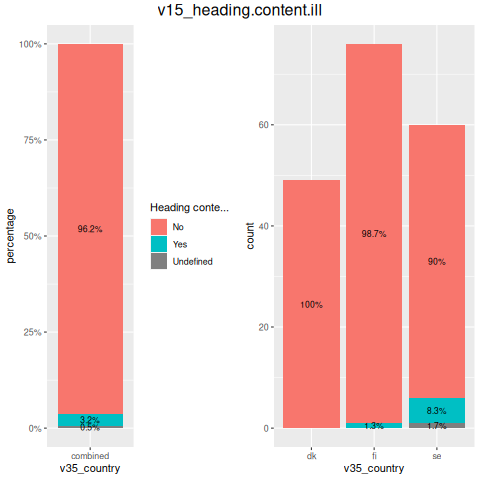 v15_heading.content.ill
percentage
100%
75%
50%
25%
0%
96.2%
3.2%
0.5%
combined
v35_country
Heading conte...
No
Yes
Undefined
count
60
40
20
0
100%
98.7%
1.3%
90%
8.3%
1.7%
dk
fi
se
v35_country